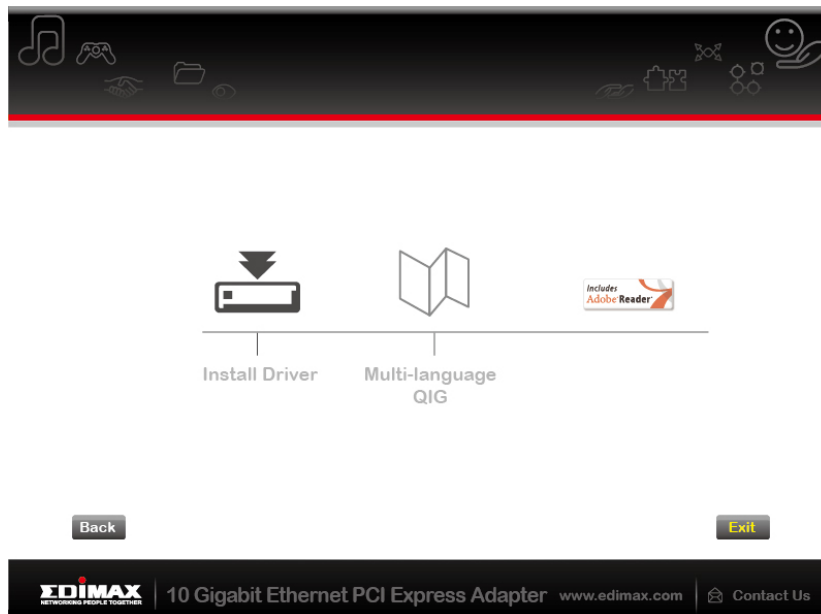 Includes
Adobe Reader
Install Driver
Multi-language
QIG
Back
Exit
EDIMAX
NETWORKING PEOPLE TOGETHER
10 Gigabit Ethernet PCI Express Adapter
www.edimax.com
Contact Us